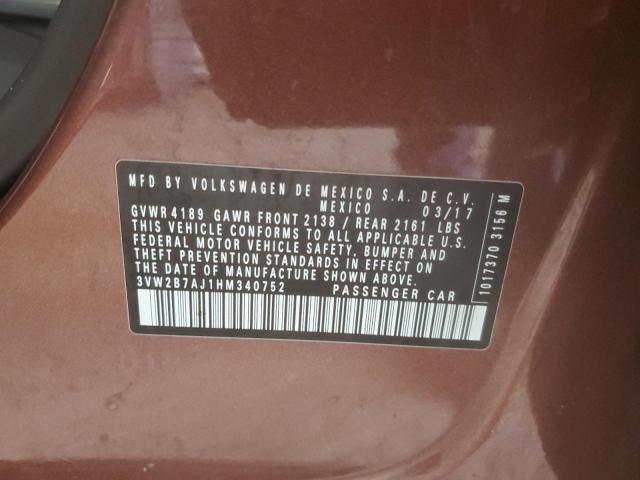 MFD BY VOLKSWAGEN DE MEXICO S.A. DE C.V.
MEXICO 03/17
GVWR 4189 GAWR FRONT 2138 / REAR 2161 LBS
THIS VEHICLE CONFORMS TO ALL APPLICABLE U.S.
FEDERAL MOTOR VEHICLE SAFETY, BUMPER AND
THEFT PREVENTION STANDARDS IN EFFECT ON
THE DATE OF MANUFACTURE SHOWN ABOVE.
3VW2B7AJ1HM340752 PASSENGER CAR
1017370 3156 M